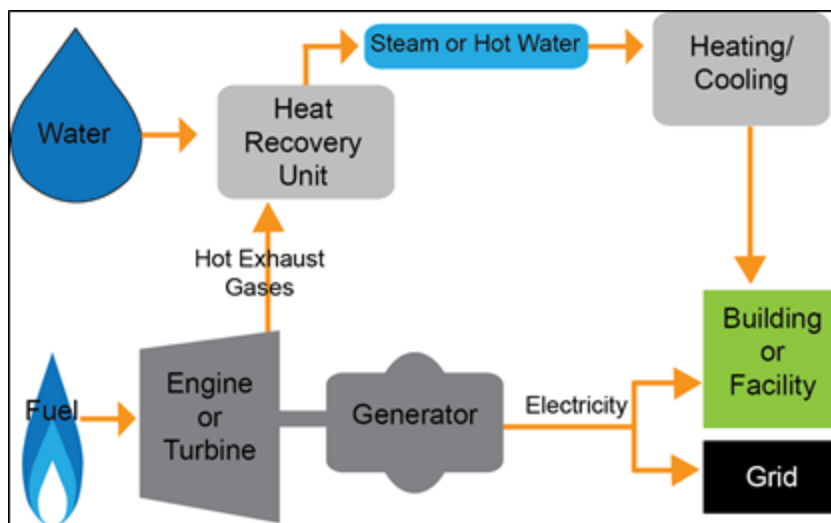 Steam or Hot Water
Heating/
Cooling
Water
Heat
Recovery
Unit
Hot Exhaust
Gases
Fuel
Engine
or
Turbine
Generator
Electricity
Building
or
Facility
Grid